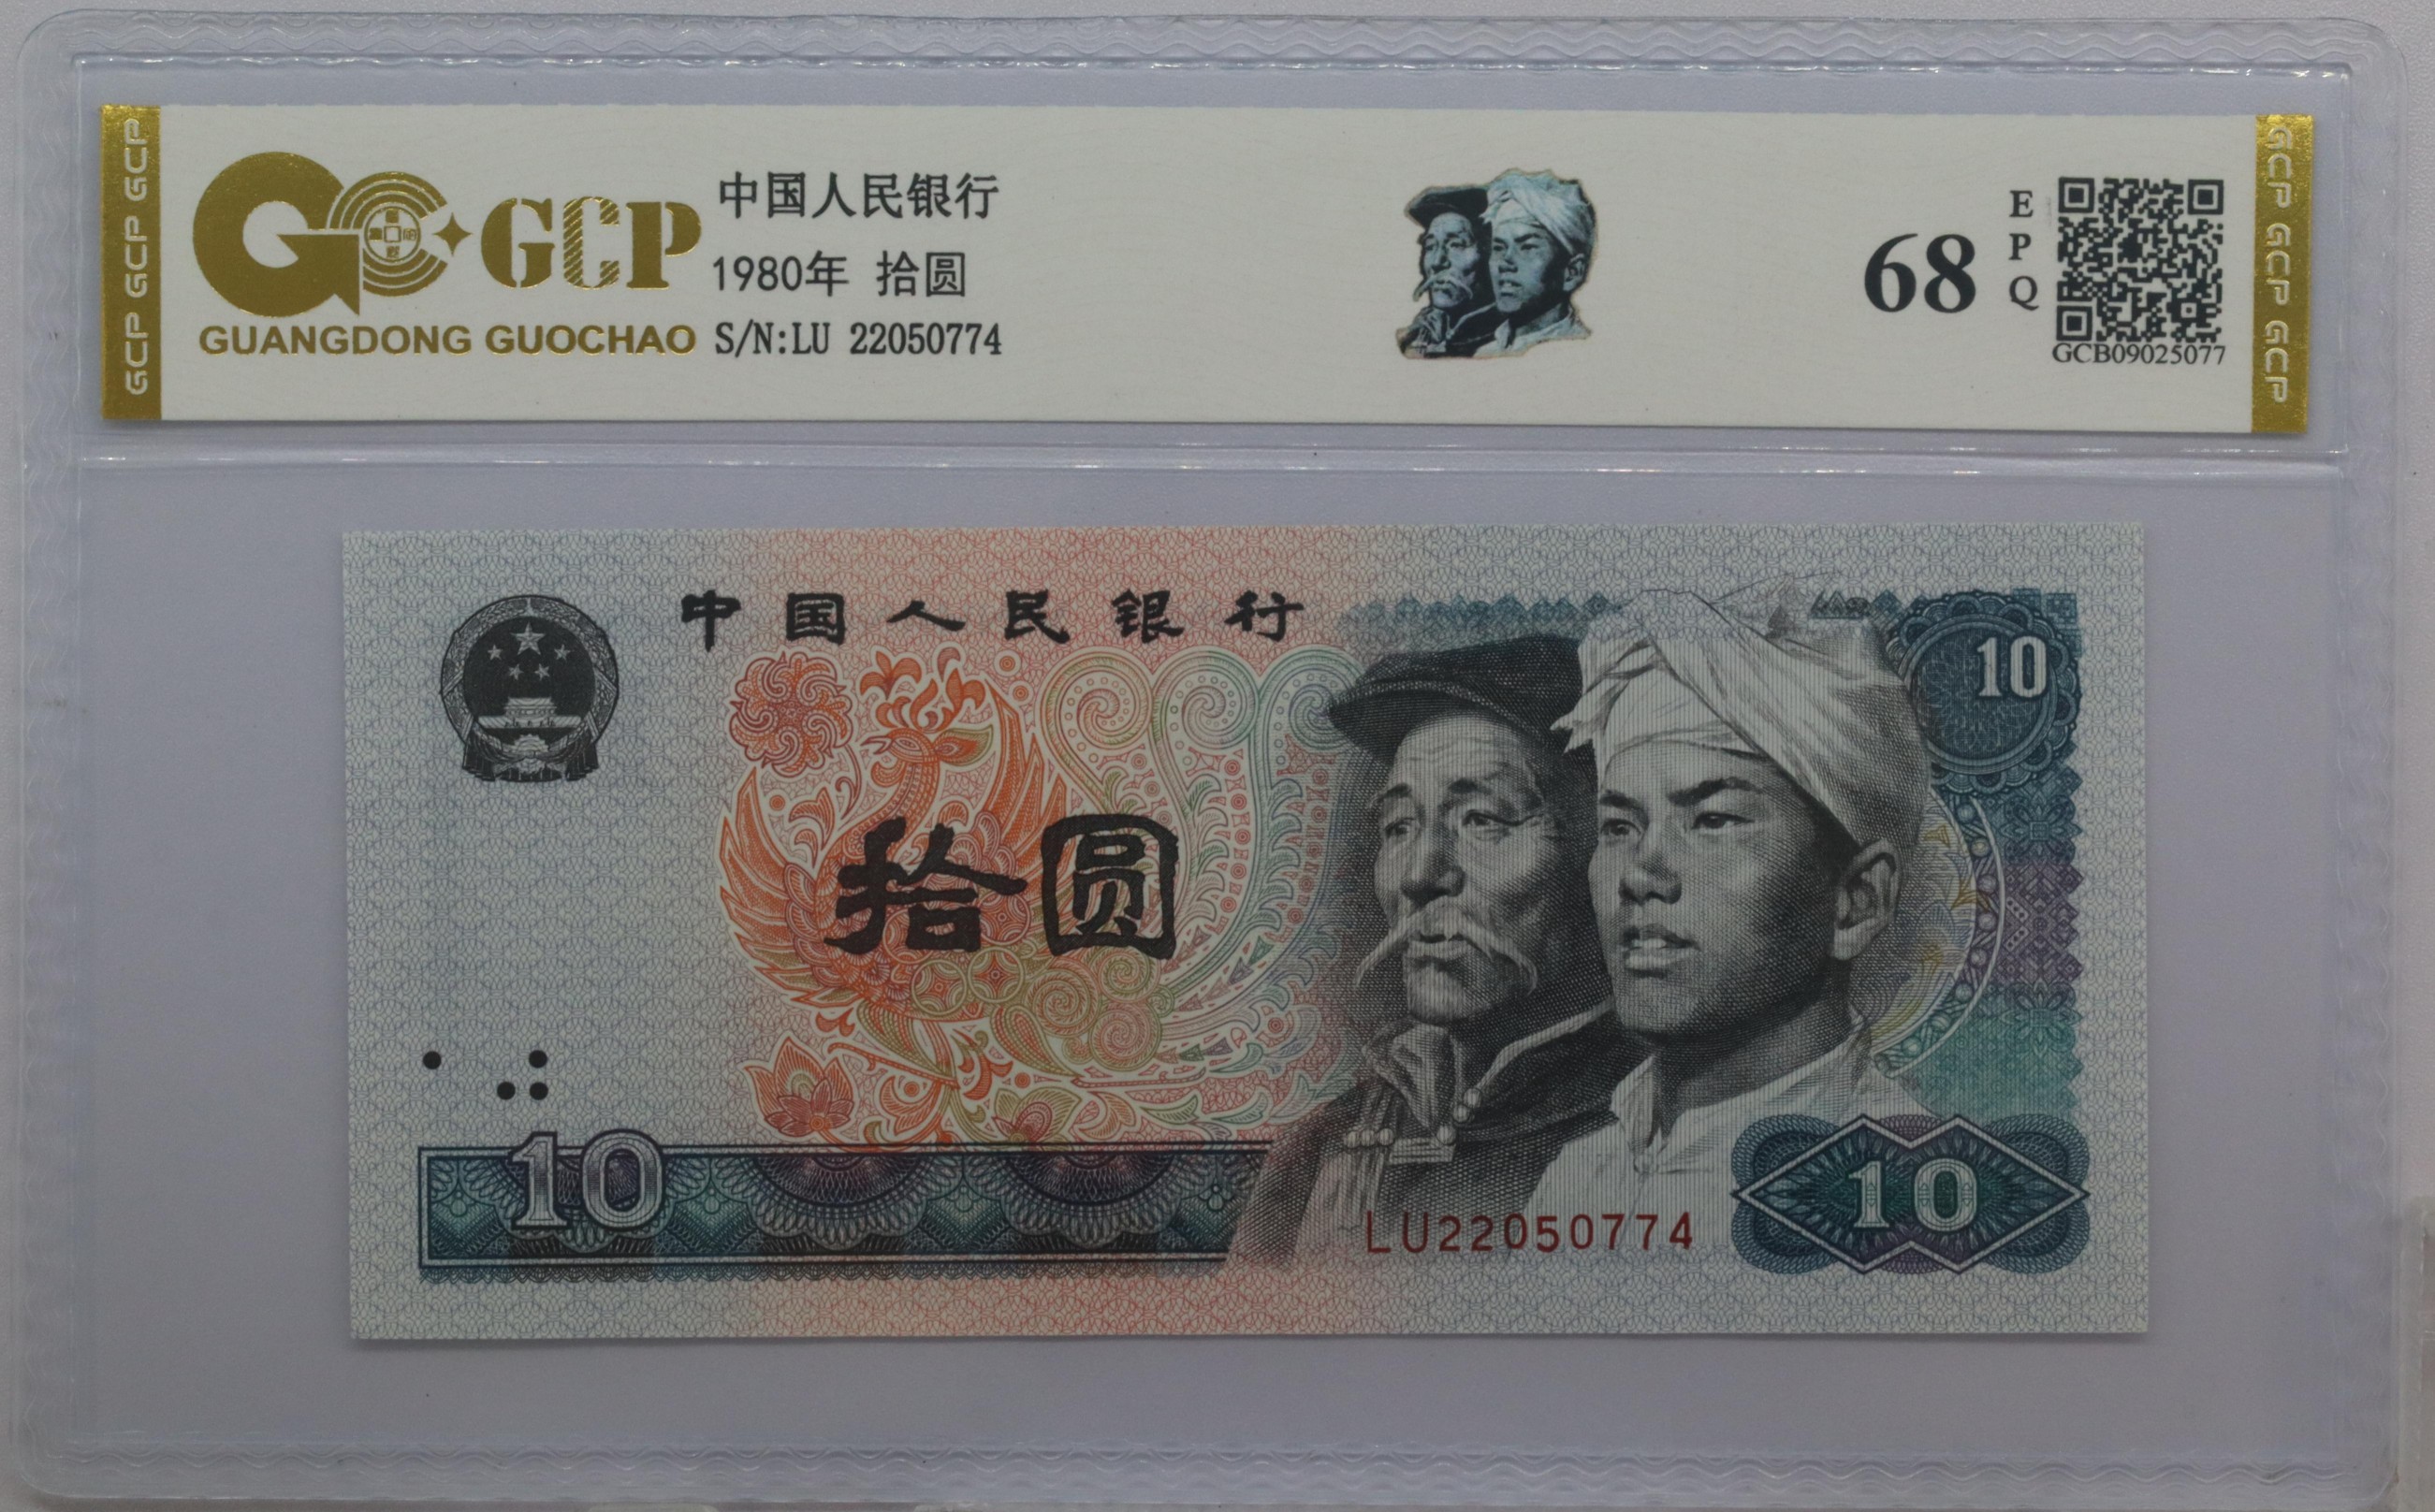 GCP GCP GCP
GCP
GUANGDONG GUOCHAO
中国人民银行
1980年 拾圆
S/N:LU 22050774
68
E
P
Q
GCB09025077
GCP GCP GCP
中国人民银行
10
拾圆
10
LU22050774
10